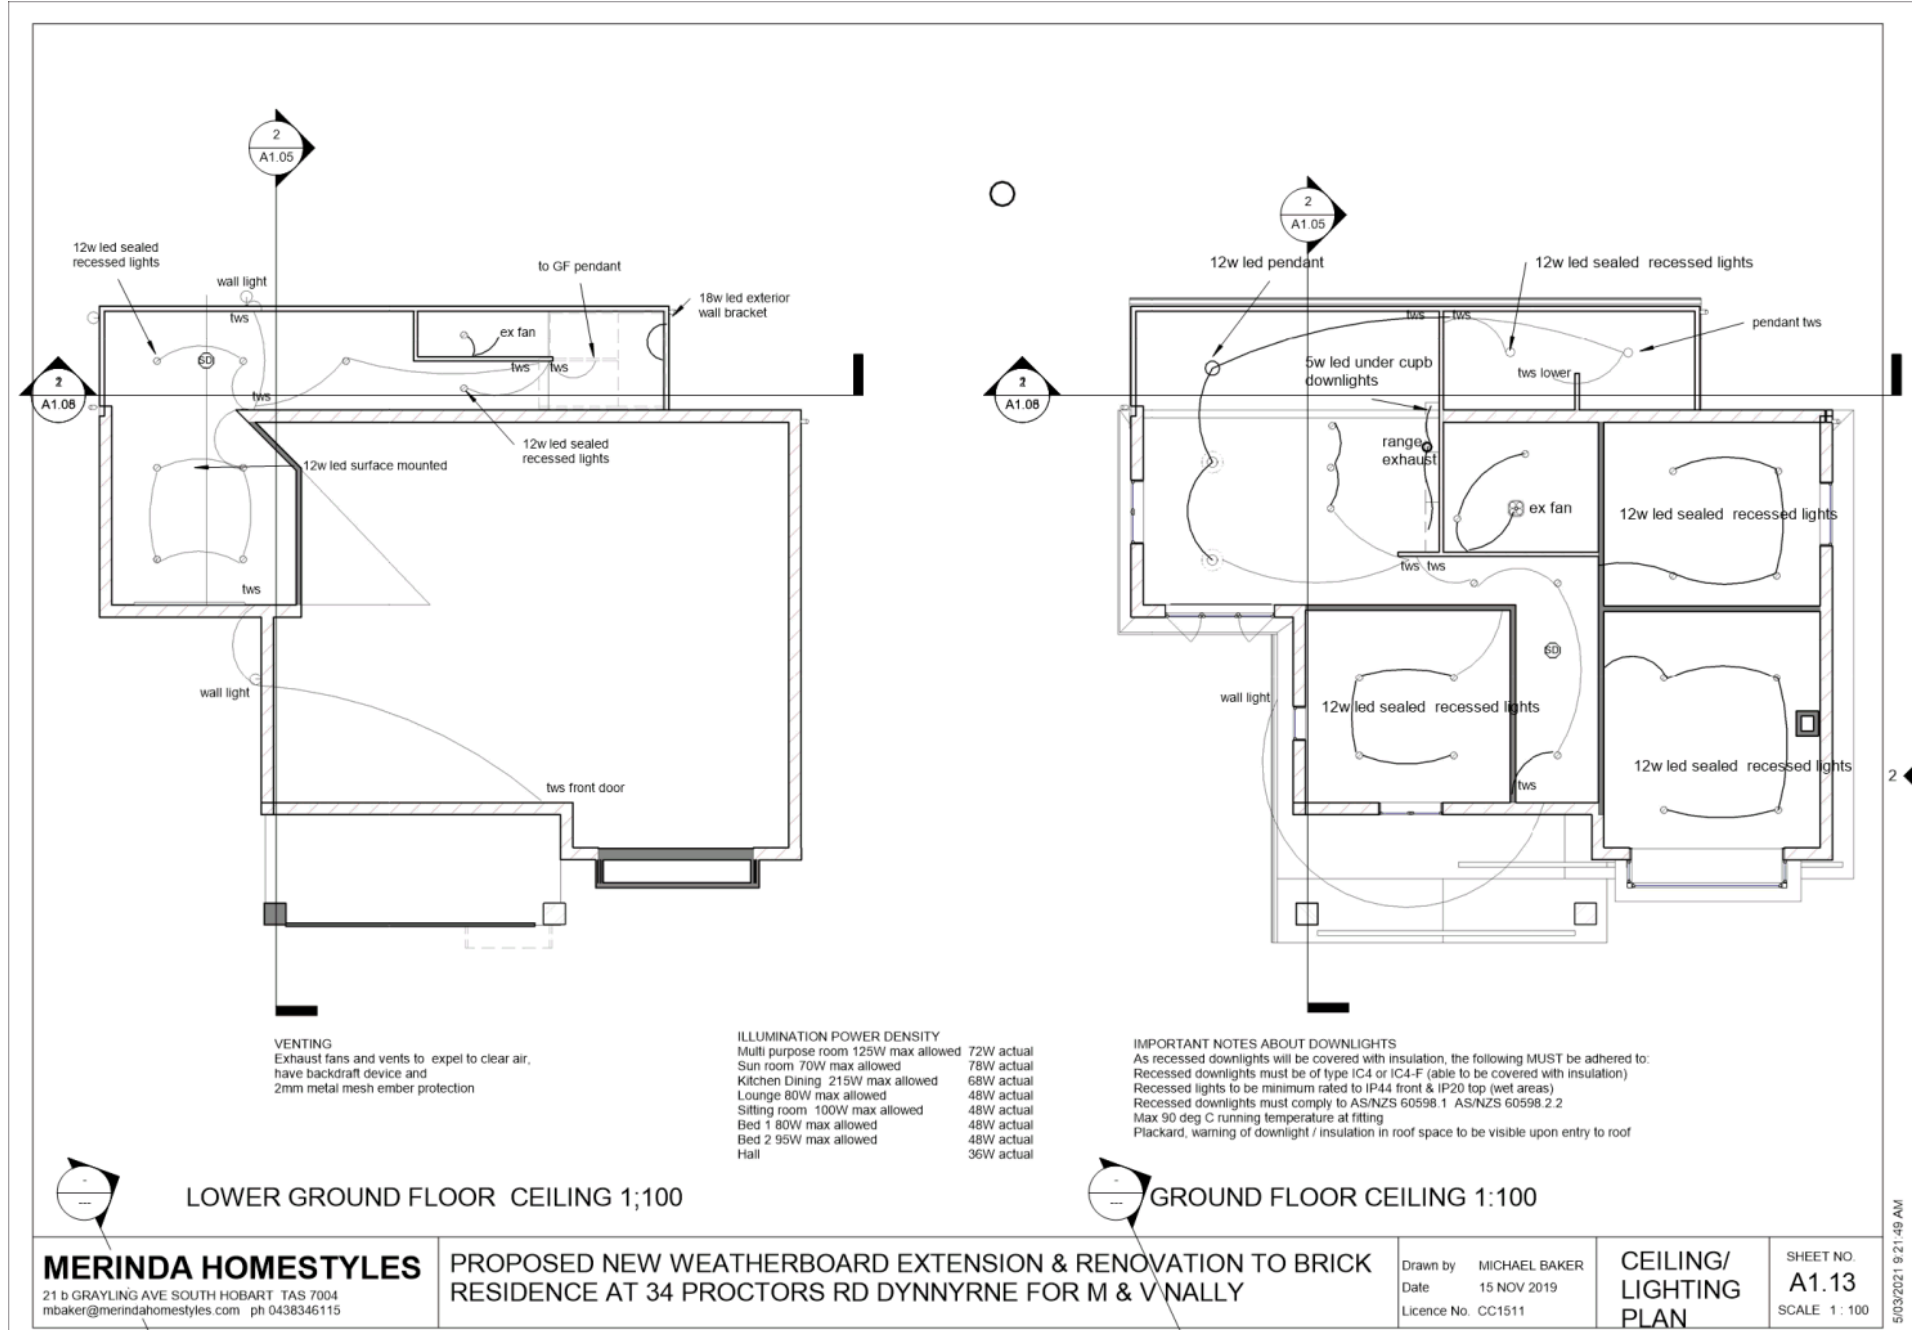 2
A1.05
12w led sealed
recessed lights
wall light
tws
to GF pendant
18w led exterior
wall bracket
ex fan
SD
tws
tws
tws
A1.08
12w led sealed
recessed lights
12w led surface mounted
tws
wall light
tws front door
2
A1.05
12w led pendant
12w led sealed recessed lights
tws
tws
pendant tws
5w led under cupb
downlights
tws lower
A1.08
range
exhaust
ex fan
12w led sealed recessed lights
tws
tws
SD
wall light
12w led sealed recessed lights
12w led sealed recessed lights
tws
2
VENTING
Exhaust fans and vents to expel to clear air,
have backdraft device and
2mm metal mesh ember protection
ILLUMINATION POWER DENSITY
Multi purpose room 125W max allowed 72W actual
Sun room 70W max allowed 78W actual
Kitchen Dining 215W max allowed 68W actual
Lounge 80W max allowed 48W actual
Sitting room 100W max allowed 48W actual
Bed 1 80W max allowed 48W actual
Bed 2 95W max allowed 48W actual
Hall 36W actual
IMPORTANT NOTES ABOUT DOWNLIGHTS
As recessed downlights will be covered with insulation, the following MUST be adhered to:
Recessed downlights must be of type IC4 or IC4-F (able to be covered with insulation)
Recessed lights to be minimum rated to IP44 front & IP20 top (wet areas)
Recessed downlights must comply to AS/NZS 60598.1 AS/NZS 60598.2.2
Max 90 deg C running temperature at fitting
Plackard, warning of downlight / insulation in roof space to be visible upon entry to roof
-
---
LOWER GROUND FLOOR CEILING 1;100
-
---
GROUND FLOOR CEILING 1:100
MERINDA HOMESTYLES
21 b GRAYLING AVE SOUTH HOBART TAS 7004
mbaker@merindahomestyles.com ph 0438346115
PROPOSED NEW WEATHERBOARD EXTENSION & RENOVATION TO BRICK
RESIDENCE AT 34 PROCTORS RD DYNNYRNE FOR M & V NALLY
Drawn by MICHAEL BAKER
Date 15 NOV 2019
Licence No. CC1511
CEILING/
LIGHTING
PLAN
SHEET NO.
A1.13
SCALE 1 : 100
5/03/2021 9:21:49 AM